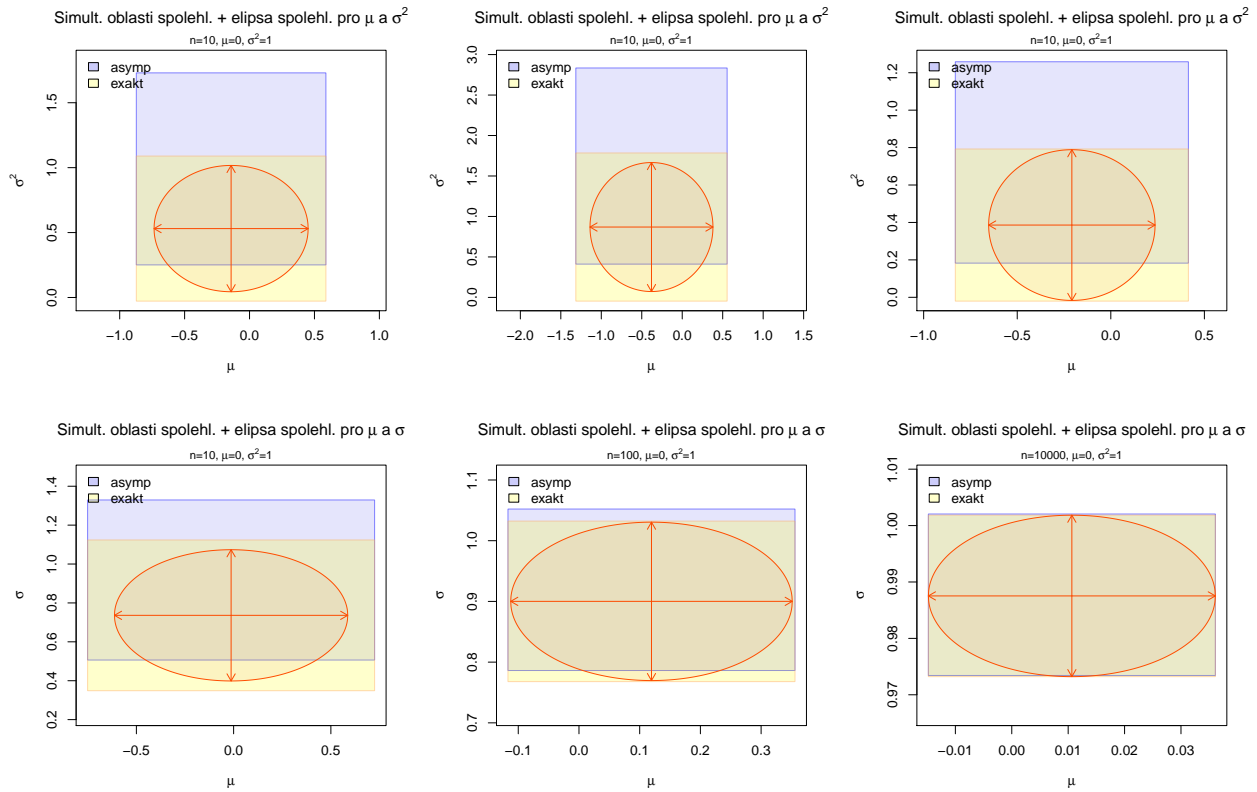 Simult. oblasti spolehl. + elipsa spolehl. pro μ a σ²
n=10, μ=0, σ²=1
asymp
exakt
σ²
0.0 0.5 1.0 1.5
−1.0 −0.5 0.0 0.5 1.0
μ
Simult. oblasti spolehl. + elipsa spolehl. pro μ a σ²
n=10, μ=0, σ²=1
asymp
exakt
σ²
0.0 0.5 1.0 1.5 2.0 2.5 3.0
−2.0 −1.5 −1.0 −0.5 0.0 0.5 1.0 1.5
μ
Simult. oblasti spolehl. + elipsa spolehl. pro μ a σ²
n=10, μ=0, σ²=1
asymp
exakt
σ²
0.0 0.2 0.4 0.6 0.8 1.0 1.2
−1.0 −0.5 0.0 0.5
μ
Simult. oblasti spolehl. + elipsa spolehl. pro μ a σ
n=10, μ=0, σ²=1
asymp
exakt
σ
0.2 0.4 0.6 0.8 1.0 1.2 1.4
−0.5 0.0 0.5
μ
Simult. oblasti spolehl. + elipsa spolehl. pro μ a σ
n=100, μ=0, σ²=1
asymp
exakt
σ
0.7 0.8 0.9 1.0 1.1
−0.1 0.0 0.1 0.2 0.3
μ
Simult. oblasti spolehl. + elipsa spolehl. pro μ a σ
n=10000, μ=0, σ²=1
asymp
exakt
σ
0.97 0.98 0.99 1.00 1.01
−0.01 0.00 0.01 0.02 0.03
μ